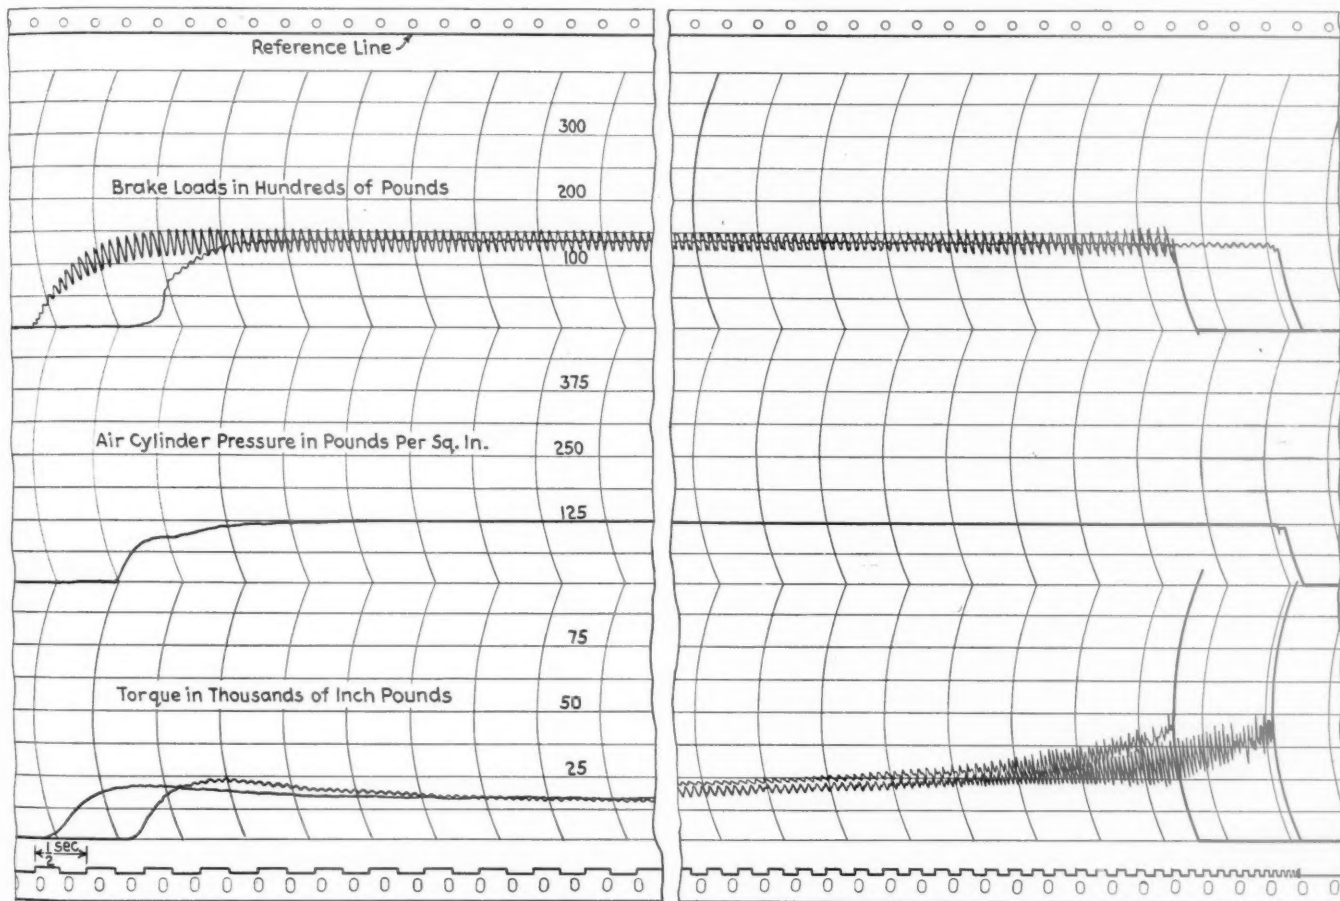 Reference Line
300
Brake Loads in Hundreds of Pounds
200
100
375
Air Cylinder Pressure in Pounds Per Sq. In.
250
125
75
Torque in Thousands of Inch Pounds
50
25
1/2 sec.